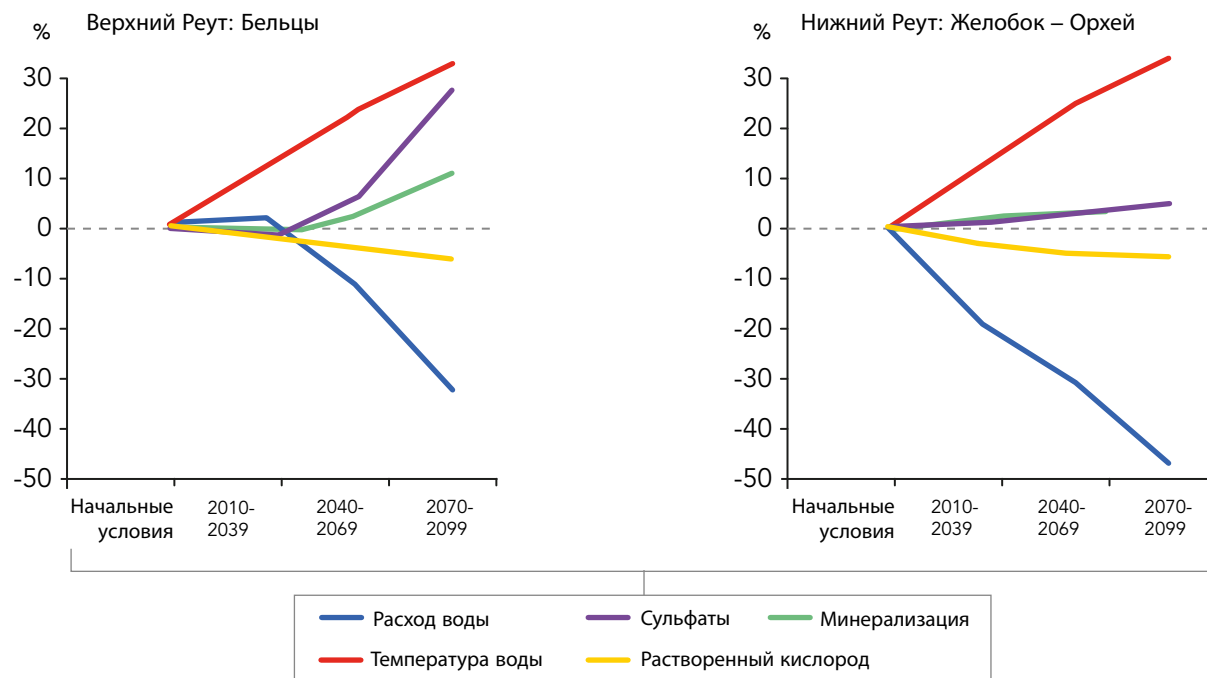 Верхний Реут: Бельцы
%
30
20
10
0
-10
-20
-30
-40
-50
Начальные условия
2010-2039
2040-2069
2070-2099
Нижний Реут: Желобок – Орхей
%
30
20
10
0
-10
-20
-30
-40
-50
Начальные условия
2010-2039
2040-2069
2070-2099
Расход воды
Сульфаты
Минерализация
Температура воды
Растворенный кислород